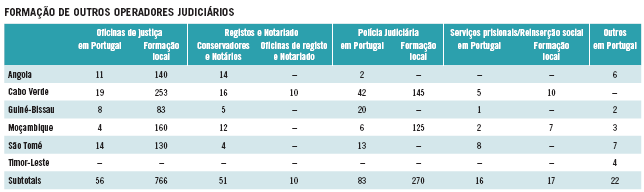 FORMAÇÃO DE OUTROS OPERADORES JUDICIÁRIOS
Oficinas de justiça Registos e Notariado Polícia Judiciária Serviços prisionais/Reinserção social Outros
em Portugal Formação local Conservadores e Notários Oficinas de registo e Notariado em Portugal Formação local em Portugal Formação local em Portugal
Angola 11 140 14 – 2 – – – 6
Cabo Verde 19 253 16 10 42 145 5 10 –
Guiné-Bissau 8 83 5 – 20 – 1 – 2
Moçambique 4 160 12 – 6 125 2 7 3
São Tomé 14 130 4 – 13 – 8 – 7
Timor-Leste – – – – – – – – 4
Subtotais 56 766 51 10 83 270 16 17 22